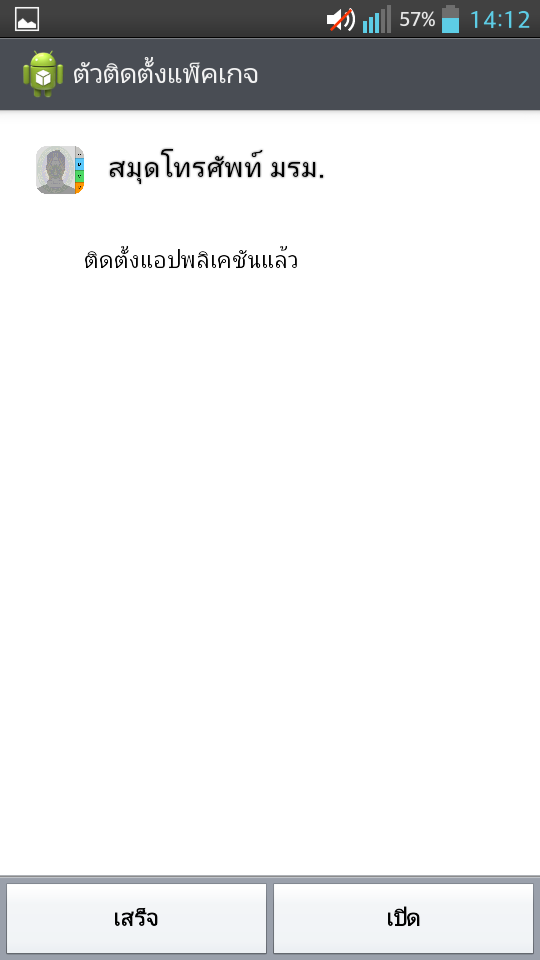 57% 14:12
ตัวติดตั้งแพ็คเกจ
สมุดโทรศัพท์ มรม.
ติดตั้งแอปพลิเคชันแล้ว
เสร็จ เปิด